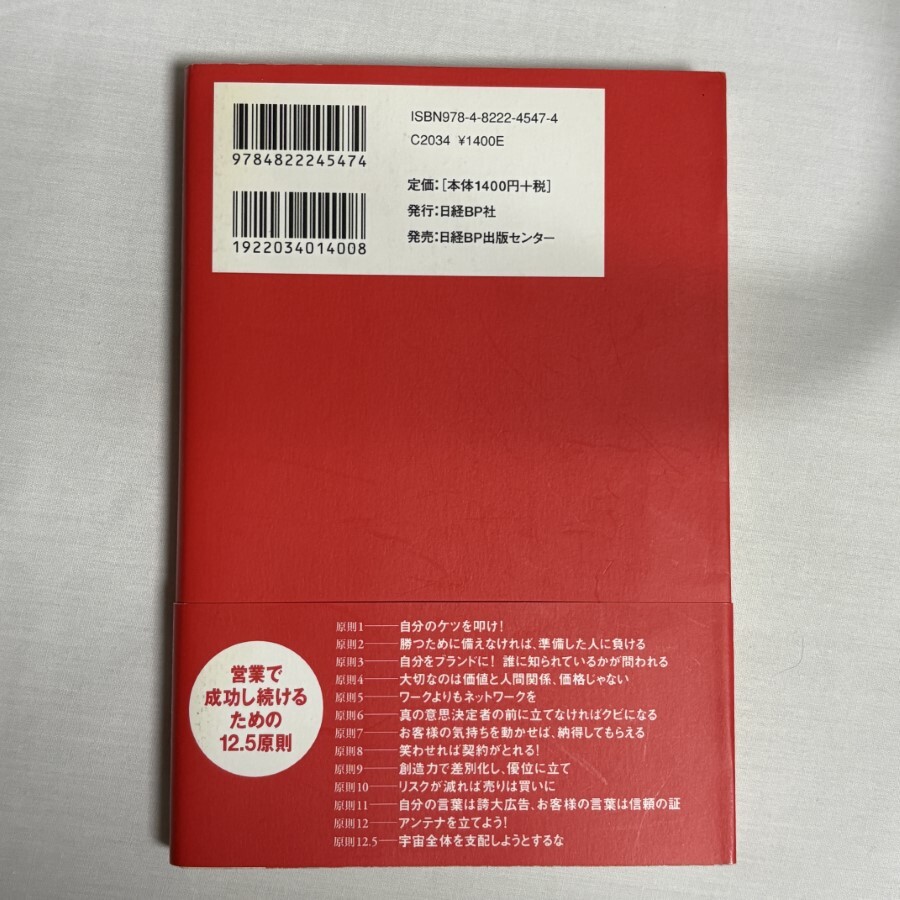 9784822245474
1922034014008
ISBN978-4-8222-4547-4
C2034 ¥1400E
定価：［本体1400円＋税］
発行：日経BP社
発売：日経BP出版センター
営業で
成功し続ける
ための
12.5原則
原則1——自分のケツを叩け！
原則2——勝つために備えなければ、準備した人に負ける
原則3——自分をブランドに！ 誰に知られているかが問われる
原則4——大切なのは価値と人間関係、価格じゃない
原則5——ワークよりもネットワークを
原則6——真の意思決定者の前に立てなければクビになる
原則7——お客様の気持ちを動かせば、納得してもらえる
原則8——笑わせれば契約がとれる！
原則9——創造力で差別化し、優位に立て
原則10——リスクが減れば売りは買いに
原則11——自分の言葉は誇大広告、お客様の言葉は信頼の証
原則12——アンテナを立てよう！
原則12.5—宇宙全体を支配しようとするな